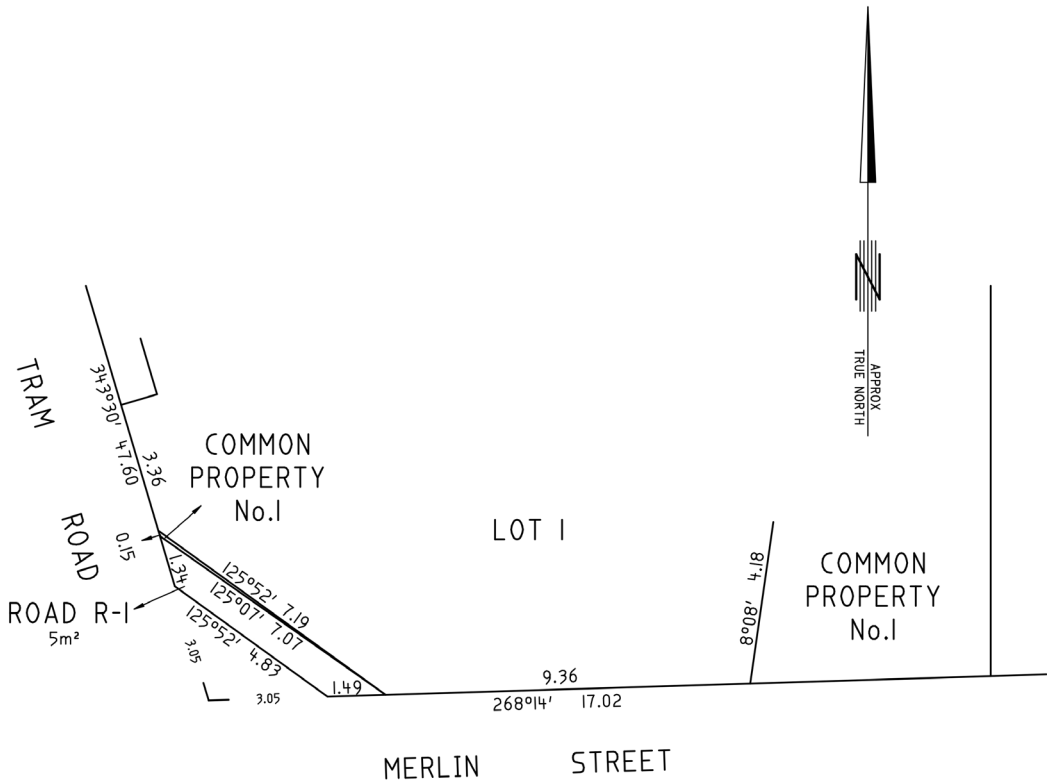 APPROX
TRUE NORTH
TRAM
ROAD
343°30' 47.60
3.36
COMMON
PROPERTY
No.1
0.15
1.34
125°52' 7.19
125°07' 7.07
125°52' 4.83
ROAD R-1
5m²
3.05
3.05
LOT 1
8°08' 4.18
COMMON
PROPERTY
No.1
1.49
9.36
268°14' 17.02
MERLIN STREET